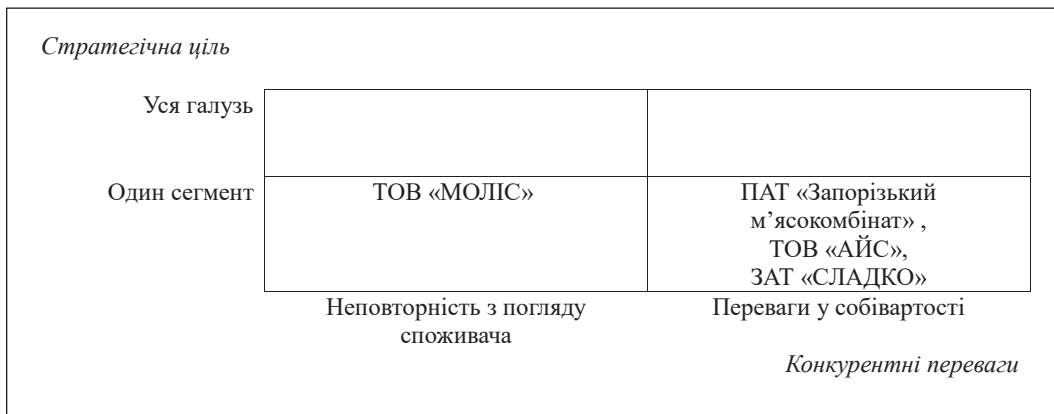 Стратегічна ціль
Уся галузь
Один сегмент
ТОВ «МОЛІС»
ПАТ «Запорізький
м’ясокомбінат» ,
ТОВ «АЙС»,
ЗАТ «СЛАДКО»
Неповторність з погляду
споживача
Переваги у собівартості
Конкурентні переваги